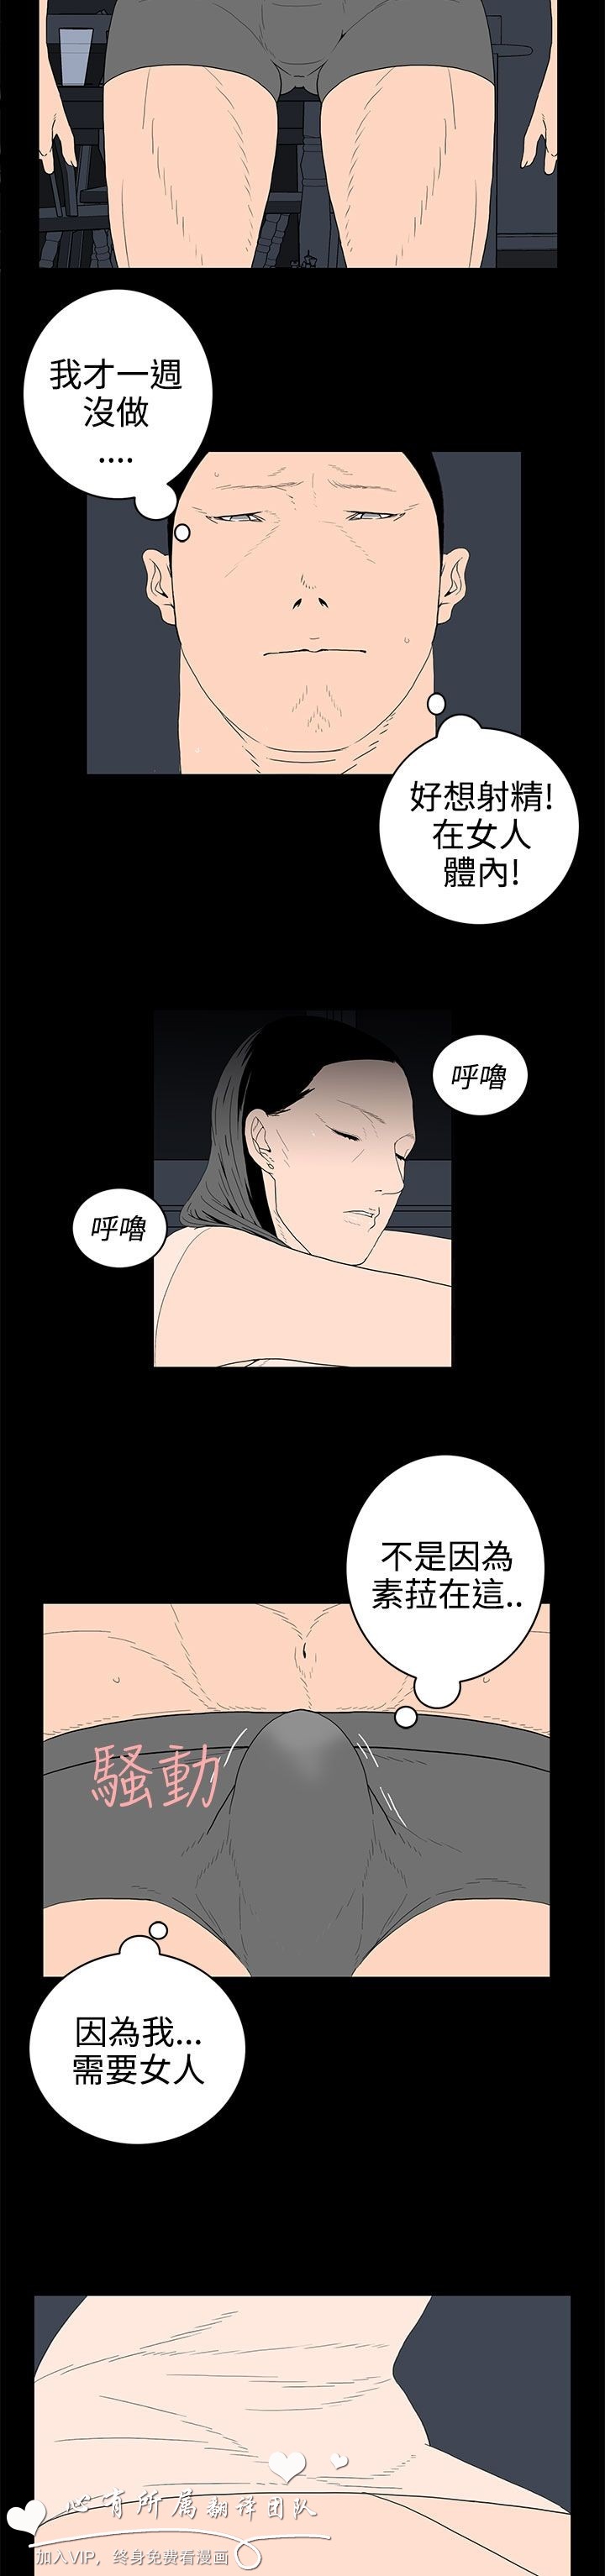 我才一週
沒做
....
好想射精!
在女人
體內!
呼嚕
呼嚕
不是因為
素菈在這..
騷動
因為我...
需要女人
心有所属翻译团队
加入VIP，终身免费看漫画